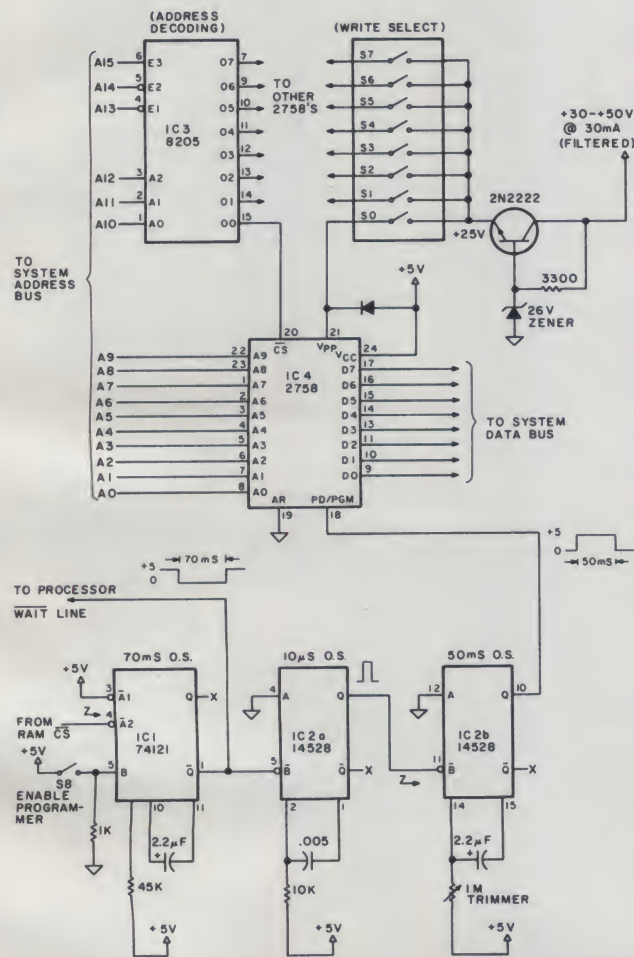 (ADDRESS
DECODING)
(WRITE SELECT)
A15 6 E3 O7 7
A14 5 E2 O6 9
A13 4 E1 O5 10
IC3
8205
O4 11
O3 12
A12 3 A2 O2 13
A11 2 A1 O1 14
A10 1 A0 O0 15
TO
OTHER
2758'S
S7
S6
S5
S4
S3
S2
S1
S0
+30-+50V
@ 30mA
(FILTERED)
2N2222
+25V
3300
26V
ZENER
+5V
TO
SYSTEM
ADDRESS
BUS
20 21
CS VPP
VCC 24
IC4
2758
A9 22 A9 D7 17
A8 23 A8 D6 16
A7 1 A7 D5 15
A6 2 A6 D4 14
A5 3 A5 D3 13
A4 4 A4 D2 11
A3 5 A3 D1 10
A2 6 A2 D0 9
A1 7 A1
A0 8 A0
AR PD/PGM
19 18
TO SYSTEM
DATA BUS
+5
0
70mS
+5
0
50mS
TO PROCESSOR
WAIT LINE
70mS O.S.
10µS O.S.
50mS O.S.
+5V
3 A1 Q X
FROM
RAM CS
4 A2
IC1
74121
+5V
5 B Q 1
S8
ENABLE
PROGRAM-
MER
1K
10 11
2.2µF
+
45K
+5V
4 A Q
IC2a
14528
5 B Q X
2 1
.005
10K
+5V
12 A Q 10
IC2b
14528
11 B Q X
14 15
2.2µF
+
1M
TRIMMER
+5V